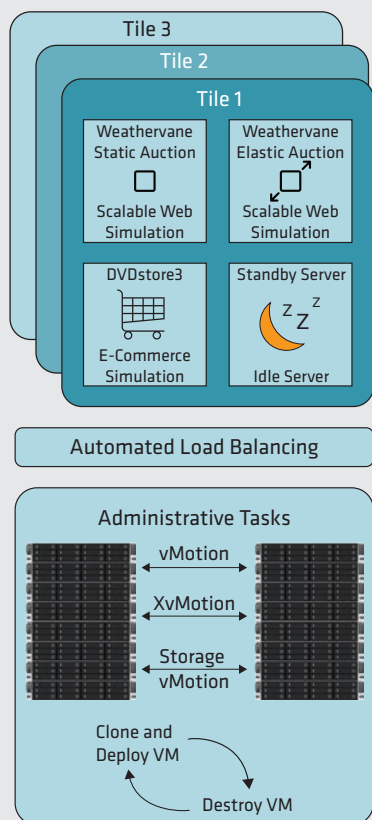 Tile 3
Tile 2
Tile 1
Weathervane
Static Auction
Scalable Web
Simulation
Weathervane
Elastic Auction
Scalable Web
Simulation
DVDstore3
E-Commerce
Simulation
Standby Server
Z Z Z
Idle Server
Automated Load Balancing
Administrative Tasks
vMotion
XvMotion
Storage
vMotion
Clone and
Deploy VM
Destroy VM